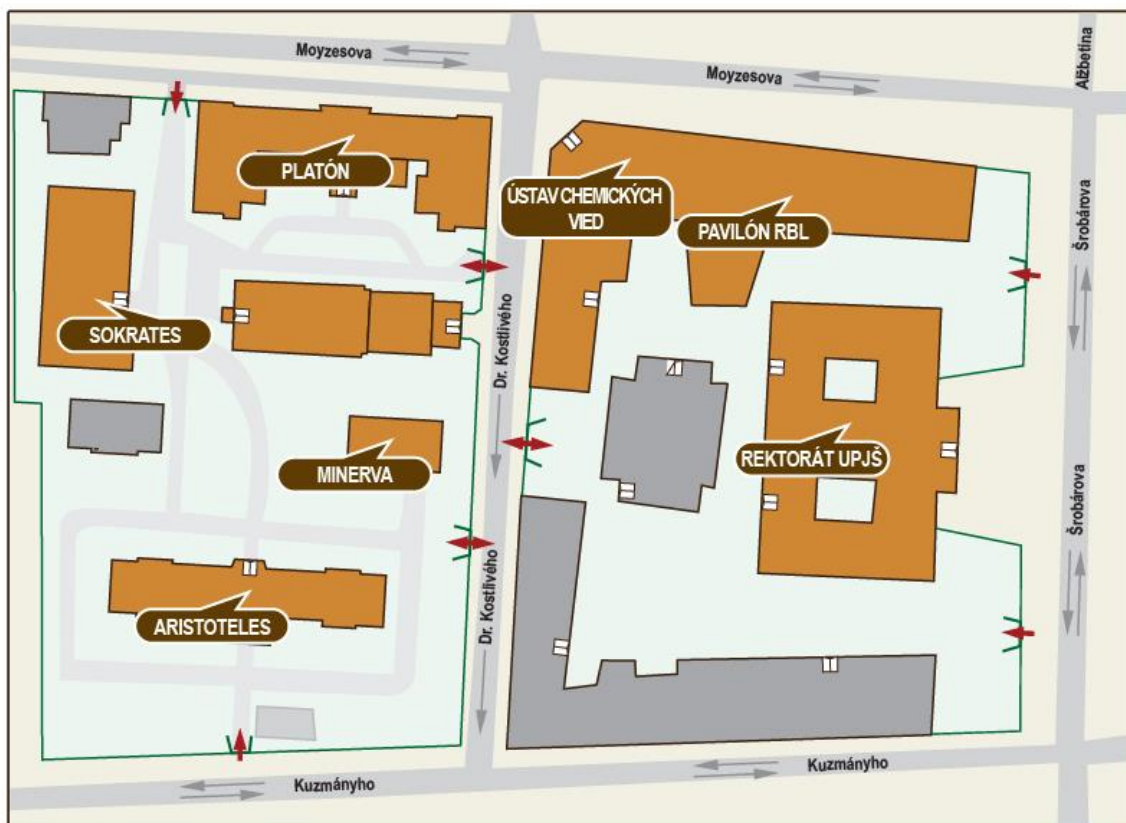 Moyzesova
Moyzesova
Alžbetina
PLATÓN
ÚSTAV CHEMICKÝCH
VIED
PAVILÓN RBL
Šrobárova
SOKRATES
Dr. Kostlivého
MINERVA
REKTORÁT UPJŠ
Šrobárova
ARISTOTELES
Dr. Kostlivého
Kuzmányho
Kuzmányho